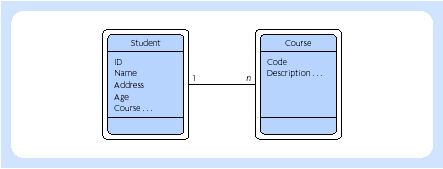 Student
ID
Name
Address
Age
Course . . .
1
n
Course
Code
Description . . .